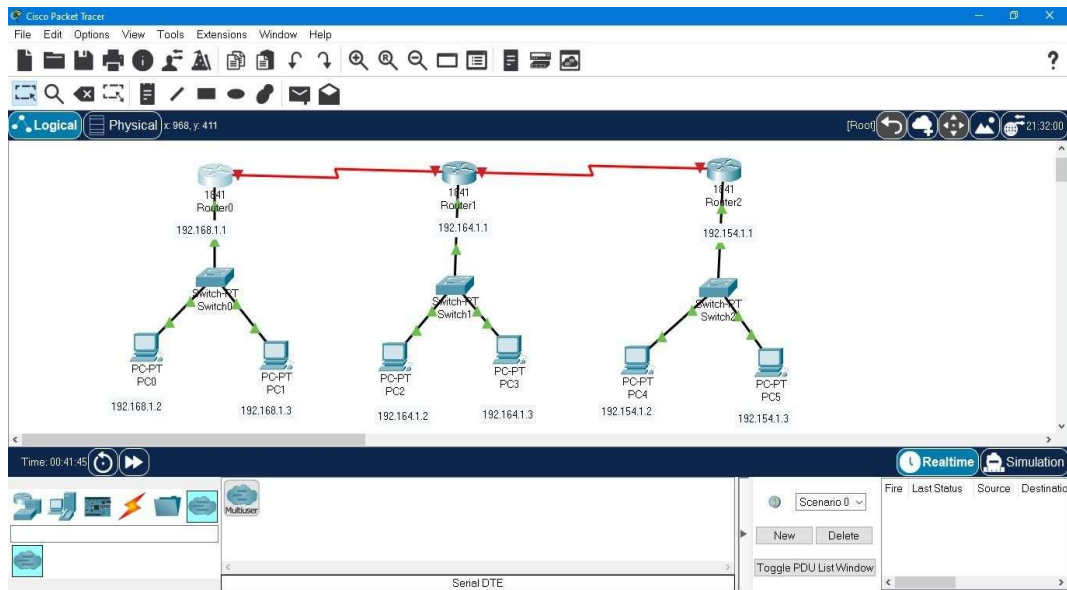 Cisco Packet Tracer
File Edit Options View Tools Extensions Window Help
?
Logical Physical x: 968, y: 411 [Root] 21:32:00
1841 1841 1841
Router0 Router1 Router2
192.168.1.1 192.164.1.1 192.154.1.1
Switch-PT Switch-PT Switch-PT
Switch0 Switch1 Switch2
PC-PT PC-PT PC-PT PC-PT PC-PT PC-PT
PC0 PC1 PC2 PC3 PC4 PC5
192.168.1.2 192.168.1.3 192.164.1.2 192.164.1.3 192.154.1.2 192.154.1.3
Time: 00:41:45 Realtime Simulation
Multiuser
Scenario 0
New Delete
Toggle PDU List Window
Fire Last Status Source Destinatio
Serial DTE